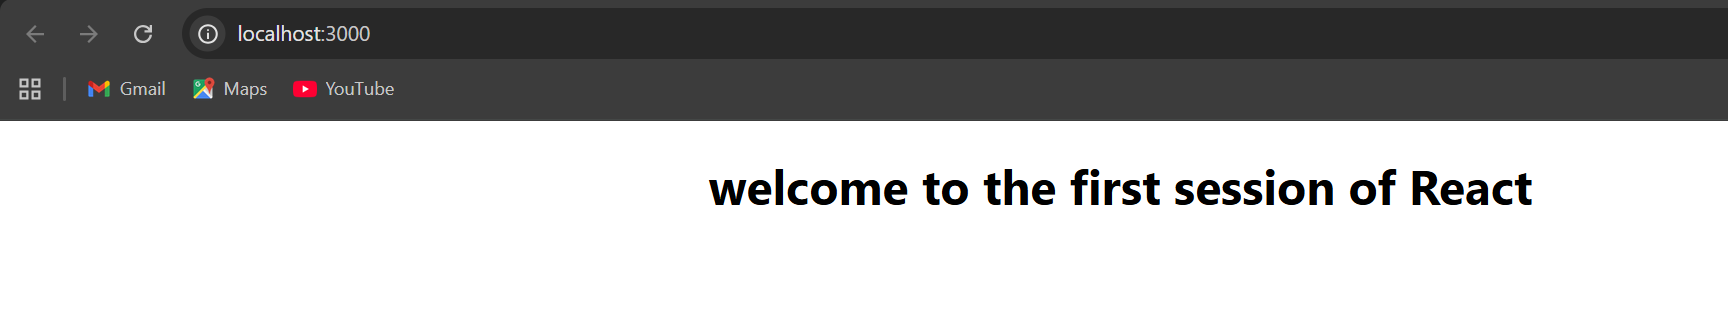 localhost:3000
Gmail Maps YouTube
welcome to the first session of React